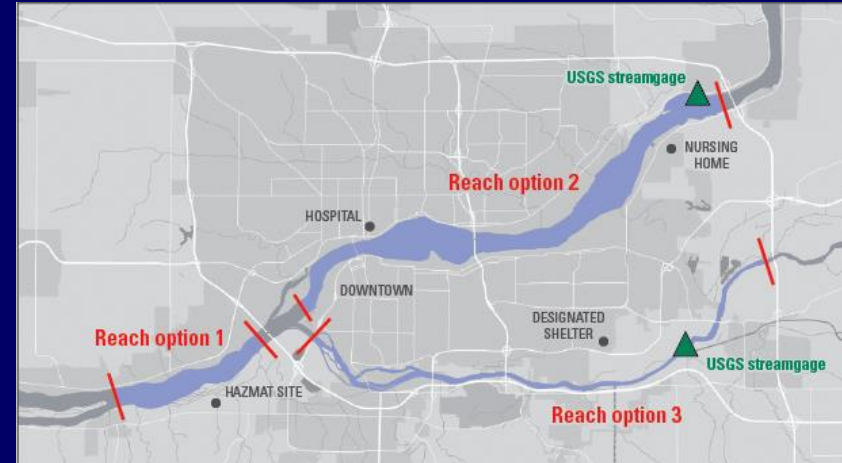 USGS streamgage
NURSING
HOME
Reach option 2
HOSPITAL
DOWNTOWN
DESIGNATED
SHELTER
Reach option 1
USGS streamgage
HAZMAT SITE
Reach option 3